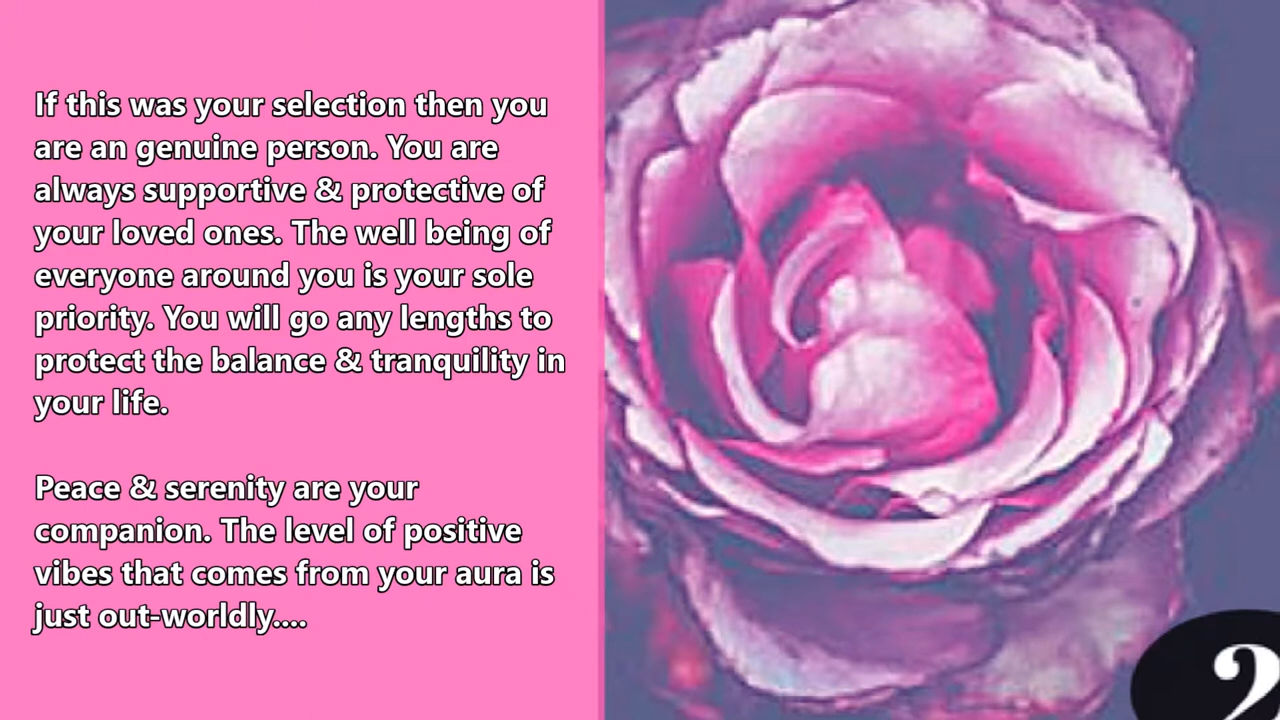 If this was your selection then you
are an genuine person. You are
always supportive & protective of
your loved ones. The well being of
everyone around you is your sole
priority. You will go any lengths to
protect the balance & tranquility in
your life.
Peace & serenity are your
companion. The level of positive
vibes that comes from your aura is
just out-worldly....
2